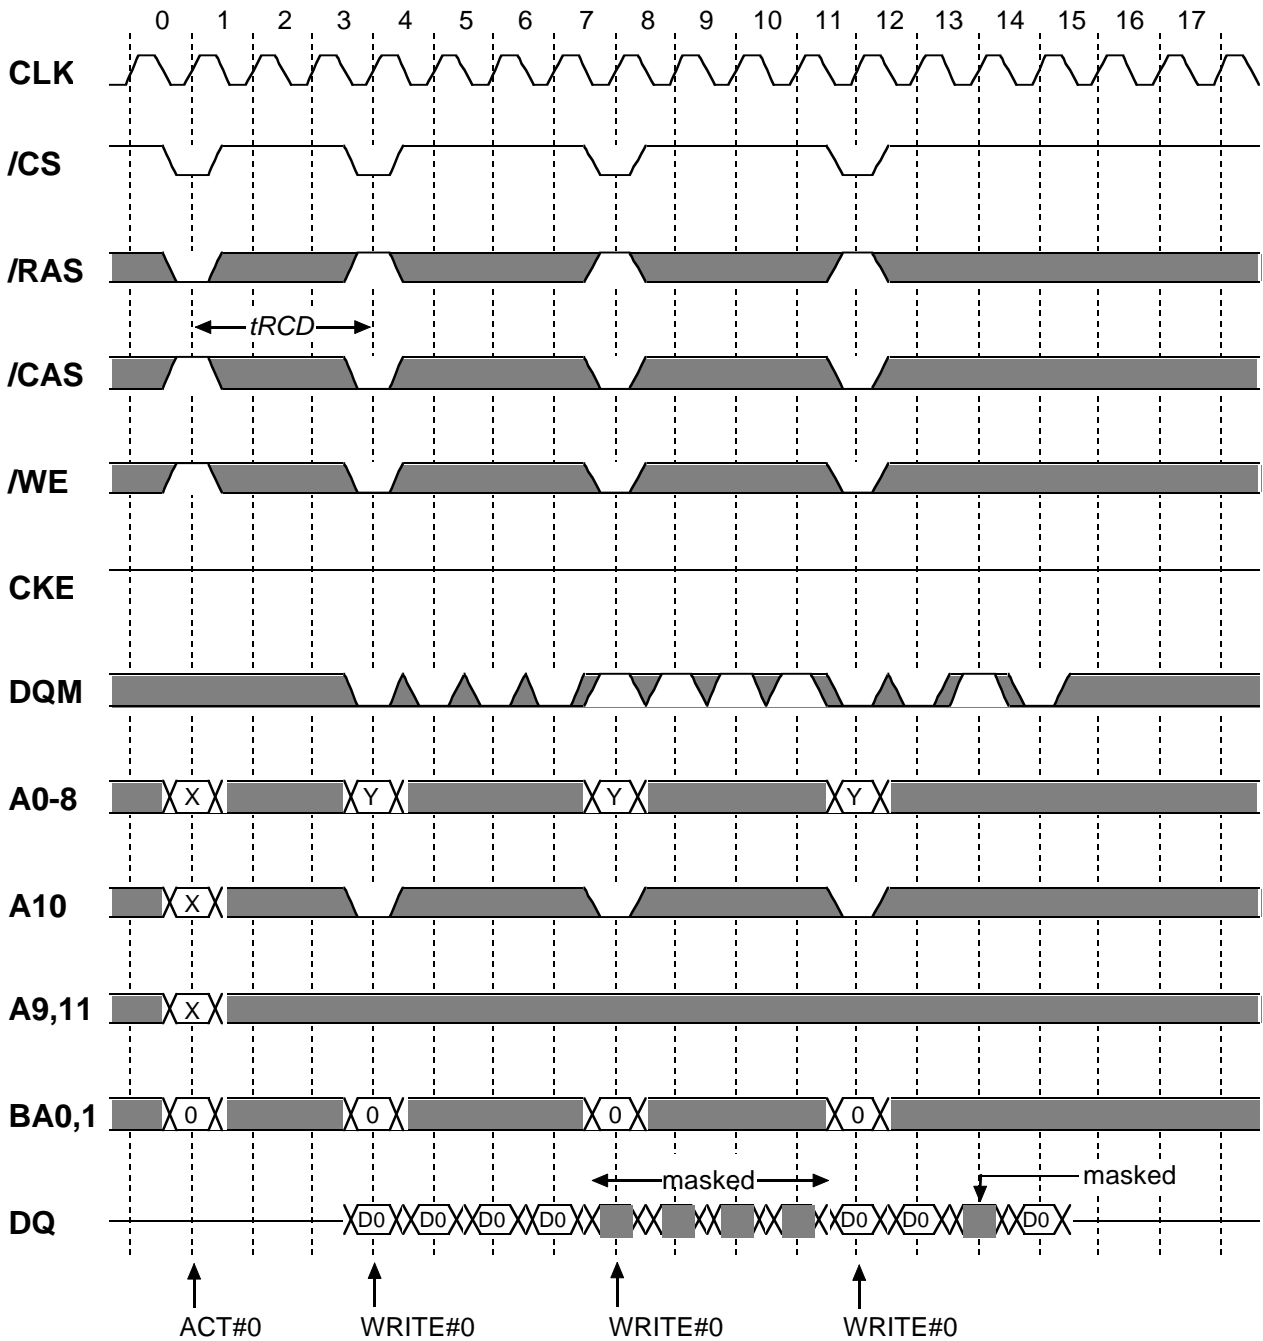 0 1 2 3 4 5 6 7 8 9 10 11 12 13 14 15 16 17
CLK
/CS
/RAS
tRCD
/CAS
/WE
CKE
DQM
A0-8 X Y Y Y
A10 X
A9,11 X
BA0,1 0 0 0 0
masked masked
DQ D0 D0 D0 D0 D0 D0 D0
ACT#0 WRITE#0 WRITE#0 WRITE#0